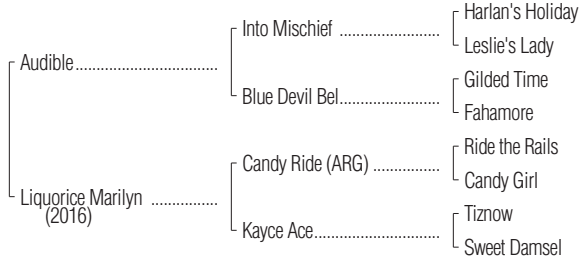 Harlan's Holiday
Into Mischief ....................
Leslie's Lady
Audible .................................
Gilded Time
Blue Devil Bel.......................
Fahamore
Ride the Rails
Candy Ride (ARG) ................
Candy Girl
Liquorice Marilyn ................
(2016)
Tiznow
Kayce Ace.............................
Sweet Damsel